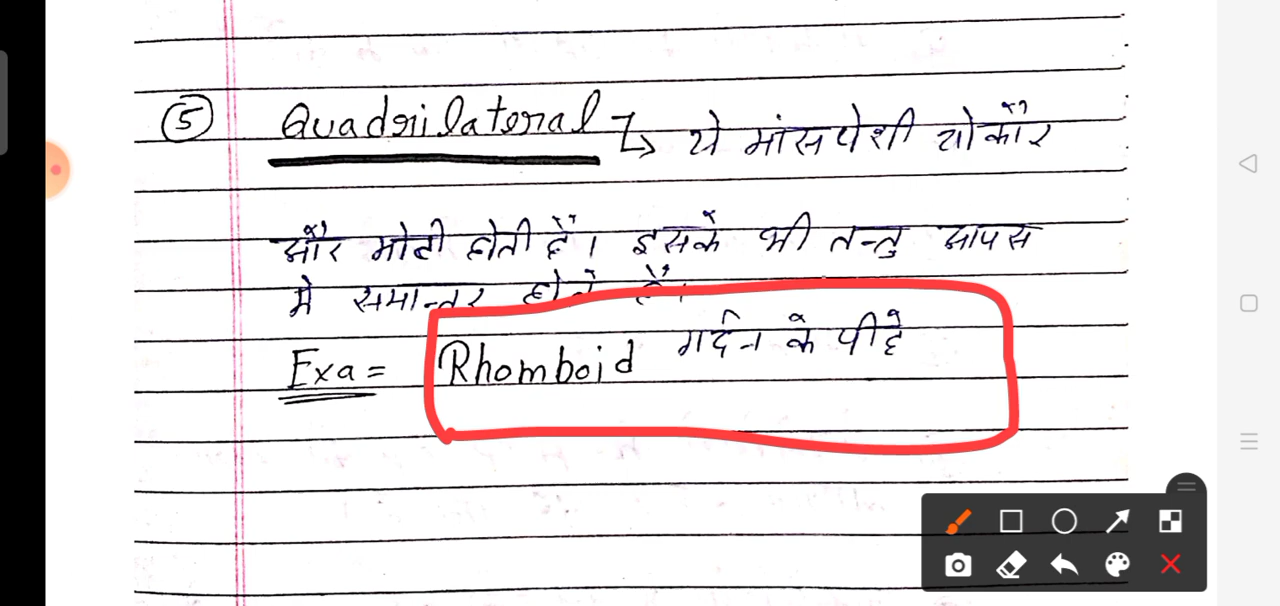 ⑤ Quadrilateral ↳ ये मांसपेशी चोकौर
और मोटी होती हैं। इसके भी तन्तु आपस
मे समान्तर होते हैं।
Exa = Rhomboid गर्दन के पीछे